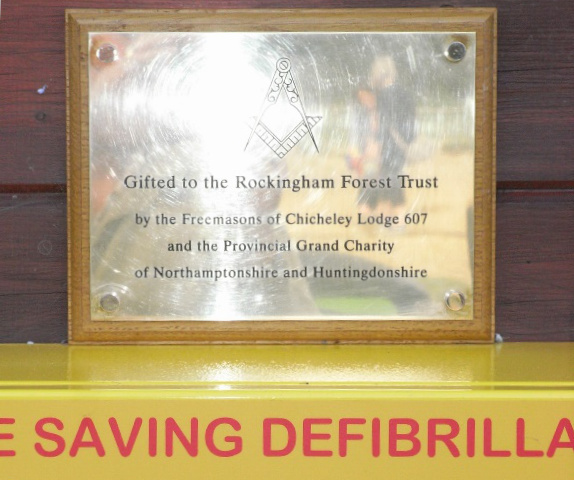 Gifted to the Rockingham Forest Trust
by the Freemasons of Chicheley Lodge 607
and the Provincial Grand Charity
of Northamptonshire and Huntingdonshire
E SAVING DEFIBRILLA